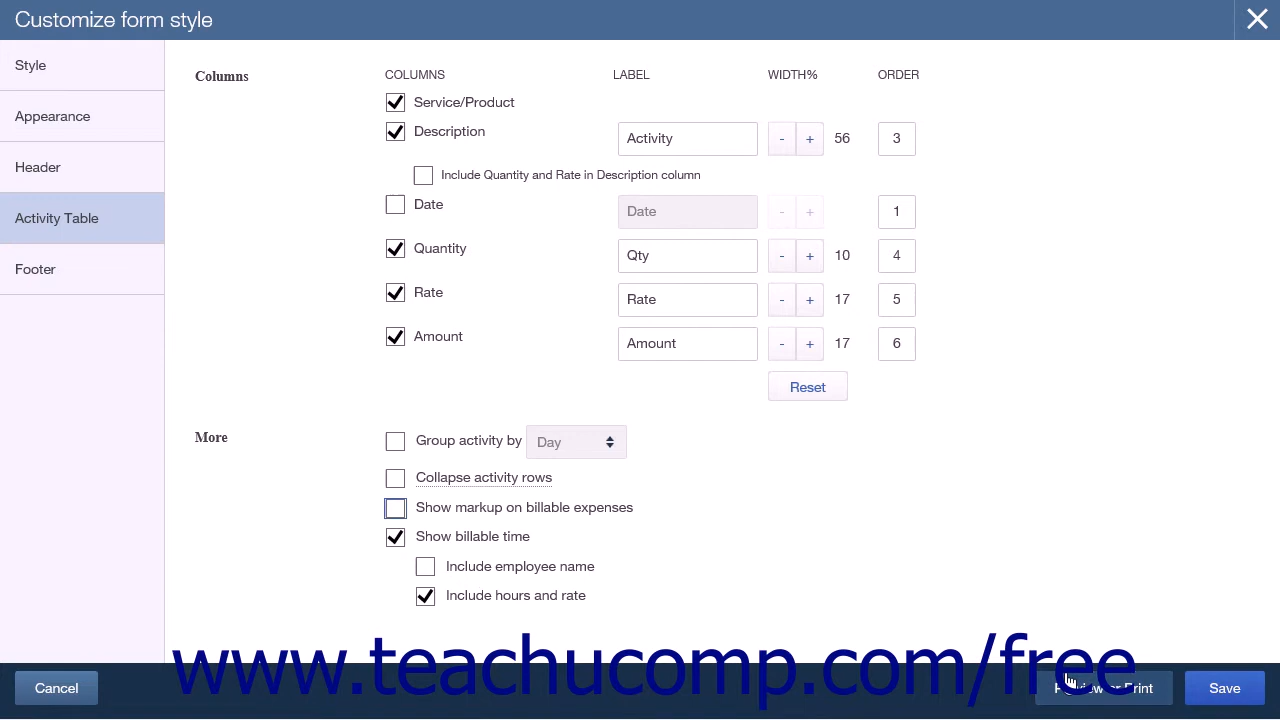 Customize form style
Style
Appearance
Header
Activity Table
Footer
Columns
COLUMNS LABEL WIDTH% ORDER
Service/Product
Description Activity - + 56 3
Include Quantity and Rate in Description column
Date Date - + 1
Quantity Qty - + 10 4
Rate Rate - + 17 5
Amount Amount - + 17 6
Reset
More
Group activity by Day
Collapse activity rows
Show markup on billable expenses
Show billable time
Include employee name
Include hours and rate
www.teachucomp.com/free
Cancel Preview or Print Save